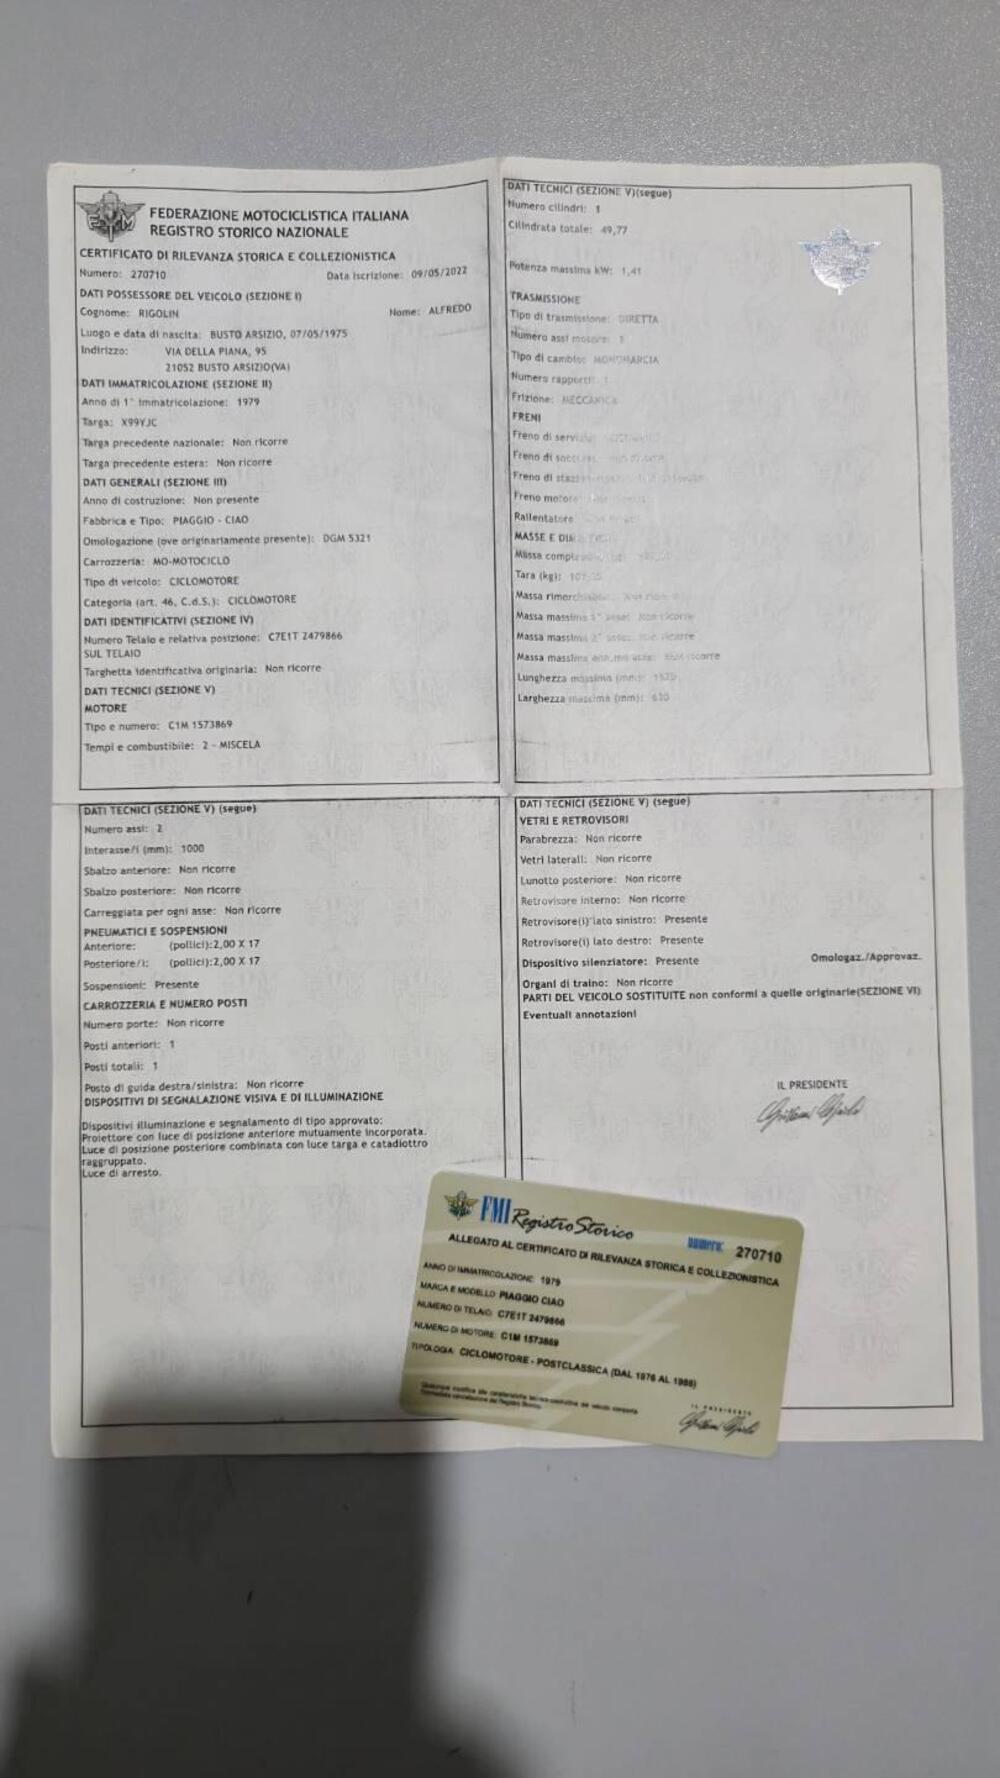 FEDERAZIONE MOTOCICLISTICA ITALIANA
REGISTRO STORICO NAZIONALE
CERTIFICATO DI RILEVANZA STORICA E COLLEZIONISTICA
Numero: 270710 Data iscrizione: 09/05/2022
DATI POSSESSORE DEL VEICOLO (SEZIONE I)
Cognome: RIGOLIN Nome: ALFREDO
Luogo e data di nascita: BUSTO ARSIZIO, 07/05/1975
Indirizzo: VIA DELLA PIANA, 95
21052 BUSTO ARSIZIO(VA)
DATI IMMATRICOLAZIONE (SEZIONE II)
Anno di 1° immatricolazione: 1979
Targa: X99YJC
Targa precedente nazionale: Non ricorre
Targa precedente estera: Non ricorre
DATI GENERALI (SEZIONE III)
Anno di costruzione: Non presente
Fabbrica e Tipo: PIAGGIO - CIAO
Omologazione (ove originariamente presente): DGM 5321
Carrozzeria: MO-MOTOCICLO
Tipo di veicolo: CICLOMOTORE
Categoria (art. 46, C.d.S.): CICLOMOTORE
DATI IDENTIFICATIVI (SEZIONE IV)
Numero Telaio e relativa posizione: C7E1T 2479866
SUL TELAIO
Targhetta identificativa originaria: Non ricorre
DATI TECNICI (SEZIONE V)
MOTORE
Tipo e numero: C1M 1573869
Tempi e combustibile: 2 - MISCELA
DATI TECNICI (SEZIONE V)(segue)
Numero cilindri: 1
Cilindrata totale: 49,77
Potenza massima kW: 1,41
TRASMISSIONE
Tipo di trasmissione: DIRETTA
Numero assi motore: 1
Tipo di cambio: MONOMARCIA
Numero rapporti: 1
Frizione: MECCANICA
FRENI
Freno di servizio:
Freno di
Freno di
Freno motore:
Rallentatore
MASSE E
Massa
Tara (kg):
Massa
Massa massima 1° asse: Non ricorre
Massa massima 2° asse: Non ricorre
Massa massima Non ricorre
Lunghezza massima (mm):
Larghezza massima (mm): 630
DATI TECNICI (SEZIONE V) (segue)
Numero assi: 2
Interasse/i (mm): 1000
Sbalzo anteriore: Non ricorre
Sbalzo posteriore: Non ricorre
Carreggiata per ogni asse: Non ricorre
PNEUMATICI E SOSPENSIONI
Anteriore: (pollici):2,00 X 17
Posteriore/i: (pollici):2,00 X 17
Sospensioni: Presente
CARROZZERIA E NUMERO POSTI
Numero porte: Non ricorre
Posti anteriori: 1
Posti totali: 1
Posto di guida destra/sinistra: Non ricorre
DISPOSITIVI DI SEGNALAZIONE VISIVA E DI ILLUMINAZIONE
Dispositivi illuminazione e segnalamento di tipo approvato:
Proiettore con luce di posizione anteriore mutuamente incorporata.
Luce di posizione posteriore combinata con luce targa e catadiottro
raggruppato.
Luce di arresto.
DATI TECNICI (SEZIONE V) (segue)
VETRI E RETROVISORI
Parabrezza: Non ricorre
Vetri laterali: Non ricorre
Lunotto posteriore: Non ricorre
Retrovisore interno: Non ricorre
Retrovisore(i) lato sinistro: Presente
Retrovisore(i) lato destro: Presente
Dispositivo silenziatore: Presente Omologaz./Approvaz.
Organi di traino: Non ricorre
PARTI DEL VEICOLO SOSTITUITE non conformi a quelle originarie(SEZIONE VI)
Eventuali annotazioni
IL PRESIDENTE
FMI Registro Storico numero: 270710
ALLEGATO AL CERTIFICATO DI RILEVANZA STORICA E COLLEZIONISTICA
ANNO DI IMMATRICOLAZIONE: 1979
MARCA E MODELLO: PIAGGIO CIAO
NUMERO DI TELAIO: C7E1T 2479866
NUMERO DI MOTORE: C1M 1573869
TIPOLOGIA: CICLOMOTORE - POSTCLASSICA (DAL 1976 AL 1986)
IL PRESIDENTE